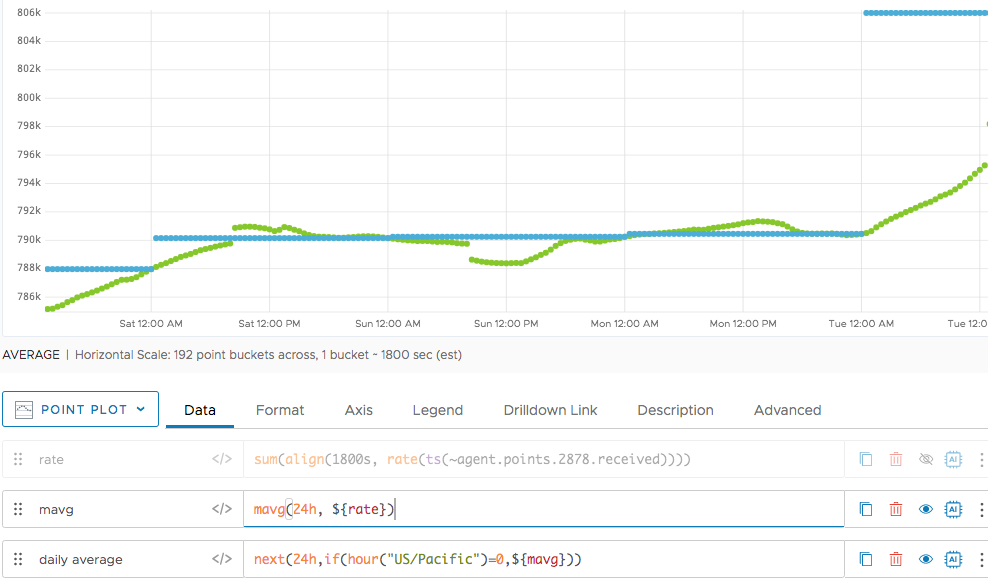 806k
804k
802k
800k
798k
796k
794k
792k
790k
788k
786k
Sat 12:00 AM Sat 12:00 PM Sun 12:00 AM Sun 12:00 PM Mon 12:00 AM Mon 12:00 PM Tue 12:00 AM Tue 12:0
AVERAGE | Horizontal Scale: 192 point buckets across, 1 bucket ~ 1800 sec (est)
POINT PLOT Data Format Axis Legend Drilldown Link Description Advanced
rate </> sum(align(1800s, rate(ts(~agent.points.2878.received)))) AI
mavg </> mavg(24h, ${rate}) AI
daily average </> next(24h,if(hour("US/Pacific")=0,${mavg})) AI